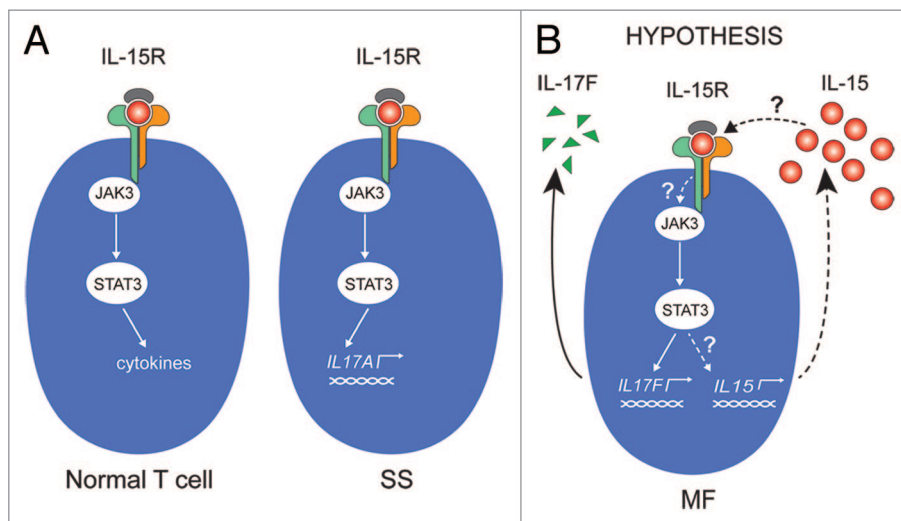 A
IL-15R
JAK3
STAT3
cytokines
Normal T cell
IL-15R
JAK3
STAT3
IL17A
SS
B
HYPOTHESIS
IL-17F
IL-15R
IL-15
?
?
JAK3
STAT3
?
IL17F
IL15
MF